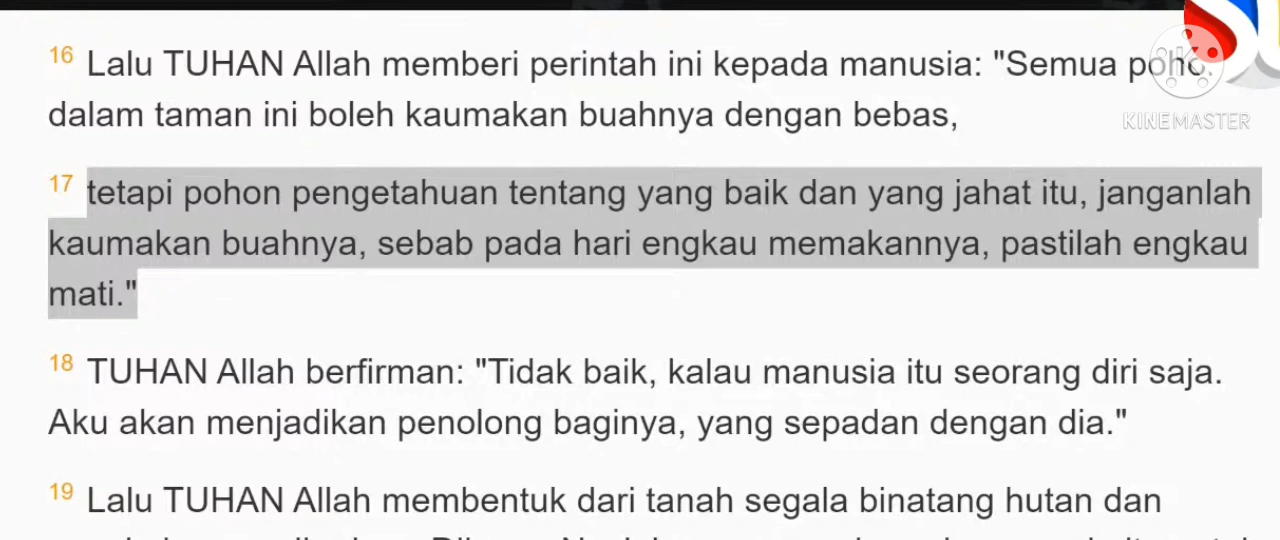 16 Lalu TUHAN Allah memberi perintah ini kepada manusia: "Semua
dalam taman ini boleh kaumakan buahnya dengan bebas,
KINEMASTER
17 tetapi pohon pengetahuan tentang yang baik dan yang jahat itu, janganlah
kaumakan buahnya, sebab pada hari engkau memakannya, pastilah engkau
mati."
18 TUHAN Allah berfirman: "Tidak baik, kalau manusia itu seorang diri saja.
Aku akan menjadikan penolong baginya, yang sepadan dengan dia."
19 Lalu TUHAN Allah membentuk dari tanah segala binatang hutan dan